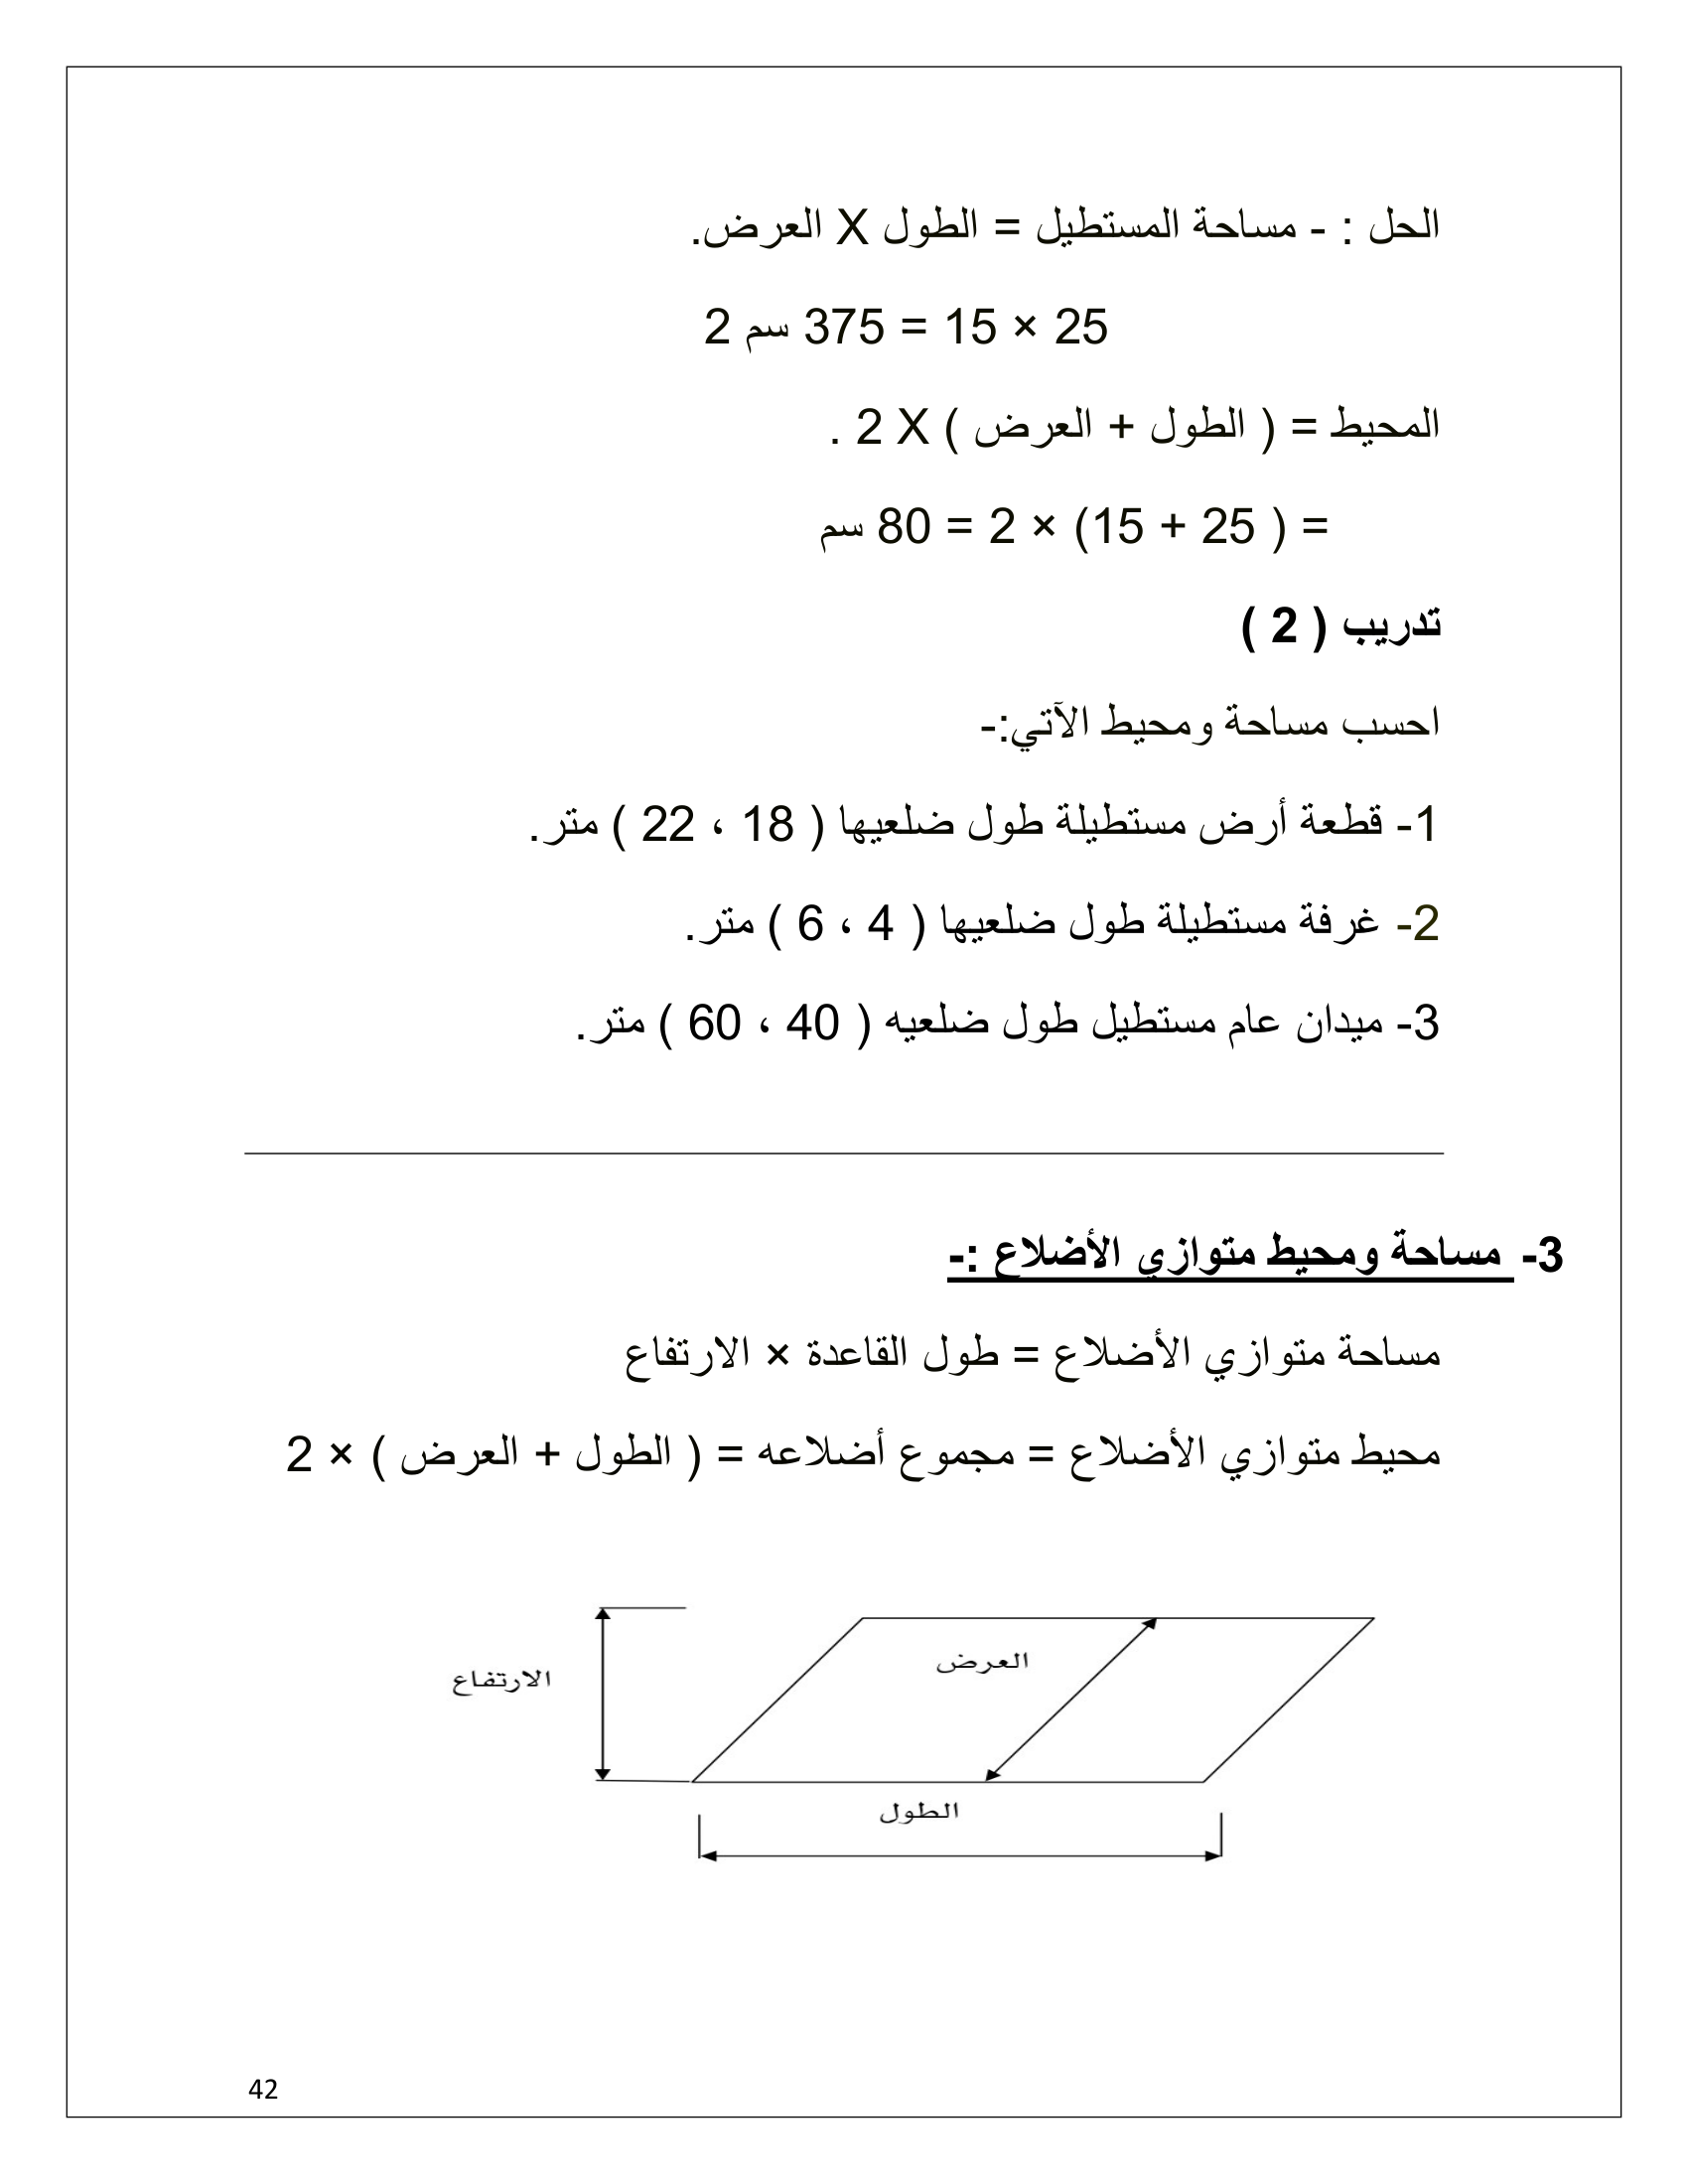 الحل : - مساحة المستطيل = الطول X العرض.
25 × 15 = 375 سم 2
المحيط = ( الطول + العرض ) X 2 .
= ( 25 + 15) × 2 = 80 سم
تدريب ( 2 )
احسب مساحة ومحيط الآتي:-
1- قطعة أرض مستطيلة طول ضلعيها ( 18 ، 22 ) متر.
2- غرفة مستطيلة طول ضلعيها ( 4 ، 6 ) متر.
3- ميدان عام مستطيل طول ضلعيه ( 40 ، 60 ) متر.
3- مساحة ومحيط متوازي الأضلاع :-
مساحة متوازي الأضلاع = طول القاعدة × الارتفاع
محيط متوازي الأضلاع = مجموع أضلاعه = ( الطول + العرض ) × 2
العرض
الارتفاع
الطول
42